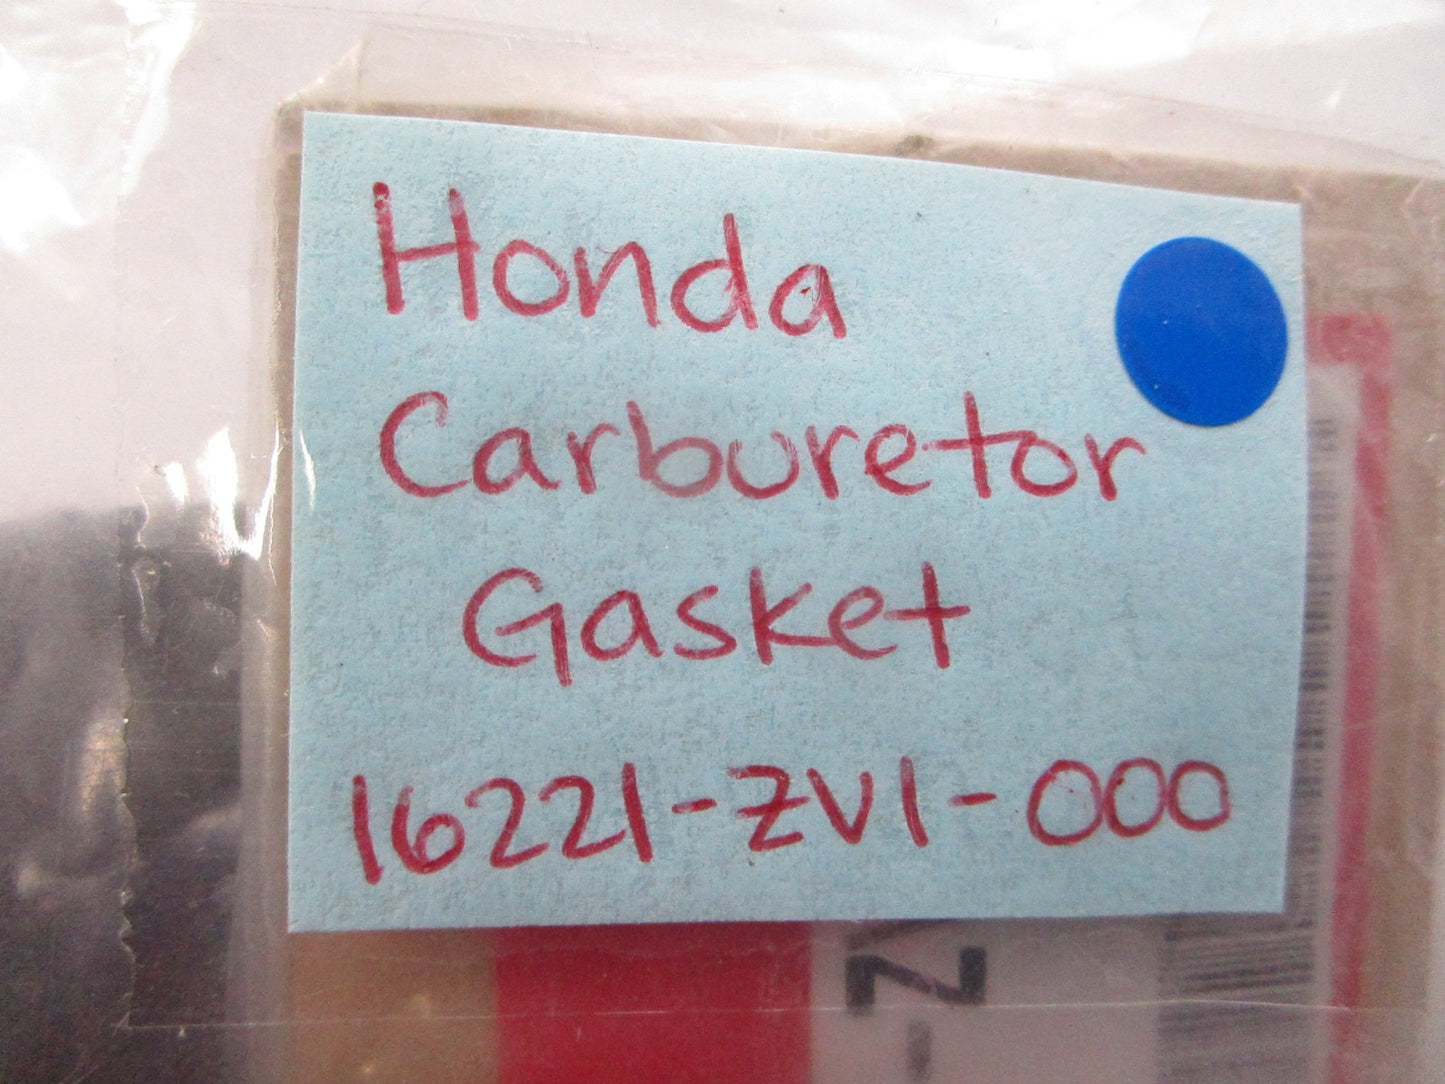 Honda
Carburetor
Gasket
16221-ZV1-000